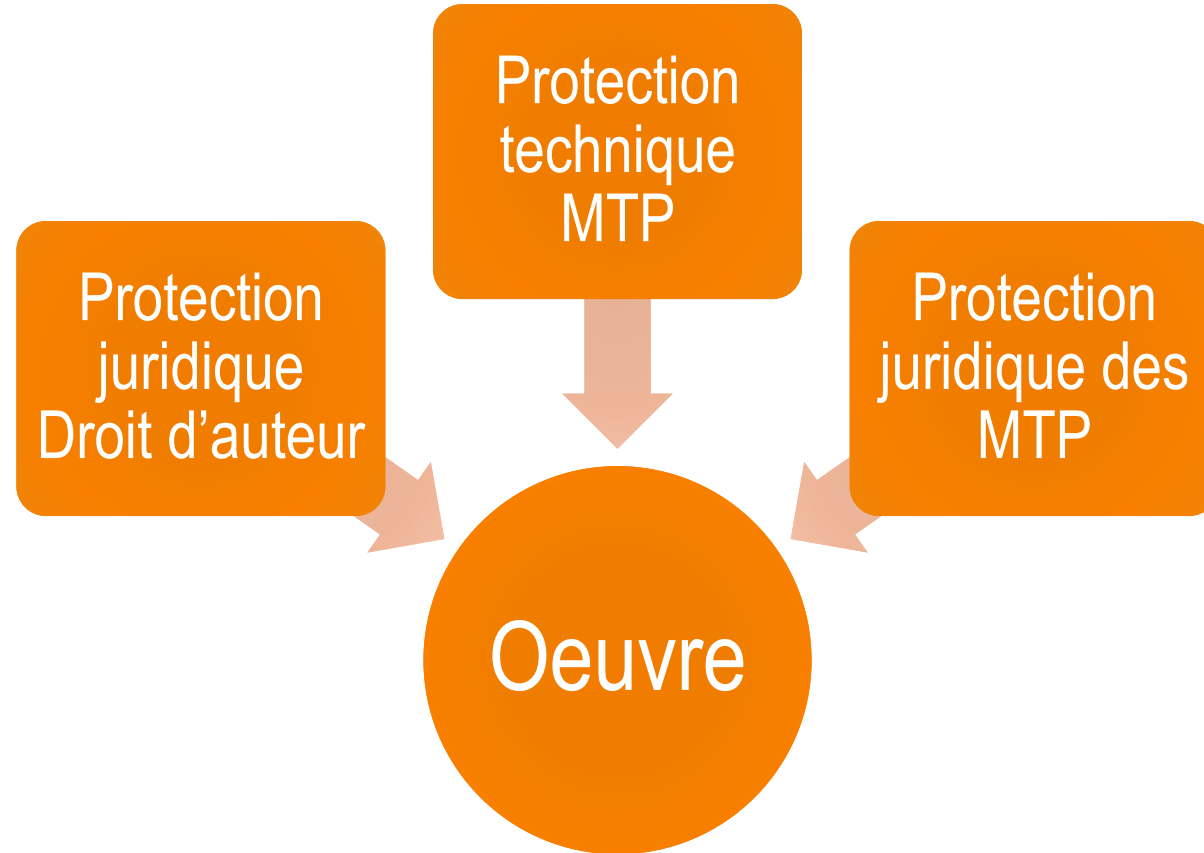 Protection
technique
MTP
Protection
juridique
Droit d’auteur
Protection
juridique des
MTP
Oeuvre